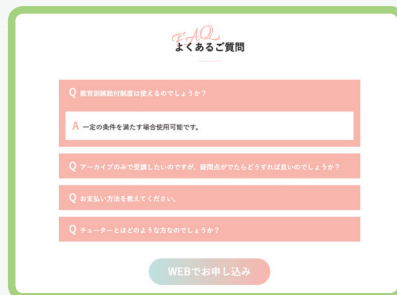 FAQ
よくあるご質問
Q 教育訓練給付制度は使えるのでしょうか？
A 一定の条件を満たす場合使用可能です。
Q アーカイブのみで受講したいのですが、疑問点がでたらどうすれば良いのでしょうか？
Q お支払い方法を教えてください。
Q チューターとはどのような方なのでしょうか？
WEBでお申し込み